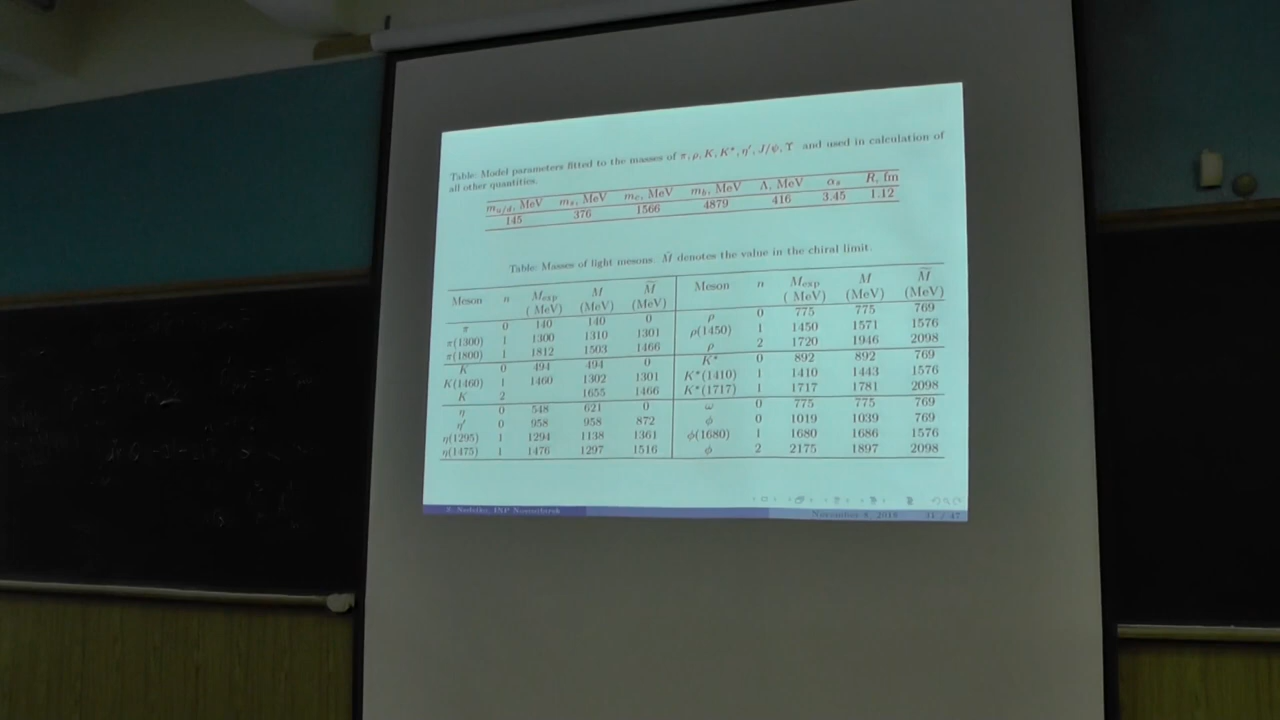 Table: Model parameters fitted to the masses of π, ρ, K, K*, η′, J/ψ, Υ and used in calculation of
all other quantities.
m_{u/d}, MeV m_s, MeV m_c, MeV m_b, MeV Λ, MeV α_s R, fm
145 376 1566 4879 416 3.45 1.12
Table: Masses of light mesons. M̃ denotes the value in the chiral limit.
Meson n M_exp (MeV) M (MeV) M̃ (MeV) Meson n M_exp (MeV) M (MeV) M̃ (MeV)
π 0 140 140 0 ρ 0 775 775 769
π(1300) 1 1300 1310 1301 ρ(1450) 1 1450 1571 1576
π(1800) 1 1812 1503 1466 ρ 2 1720 1946 2098
K 0 494 494 0 K* 0 892 892 769
K(1460) 1 1460 1302 1301 K*(1410) 1 1410 1443 1576
K 2 1655 1466 K*(1717) 1 1717 1781 2098
η 0 548 621 0 ω 0 775 775 769
η′ 0 958 958 872 φ 0 1019 1039 769
η(1295) 1 1294 1138 1361 φ(1680) 1 1680 1686 1576
η(1475) 1 1476 1297 1516 φ 2 2175 1897 2098
November 2018 31 / 47